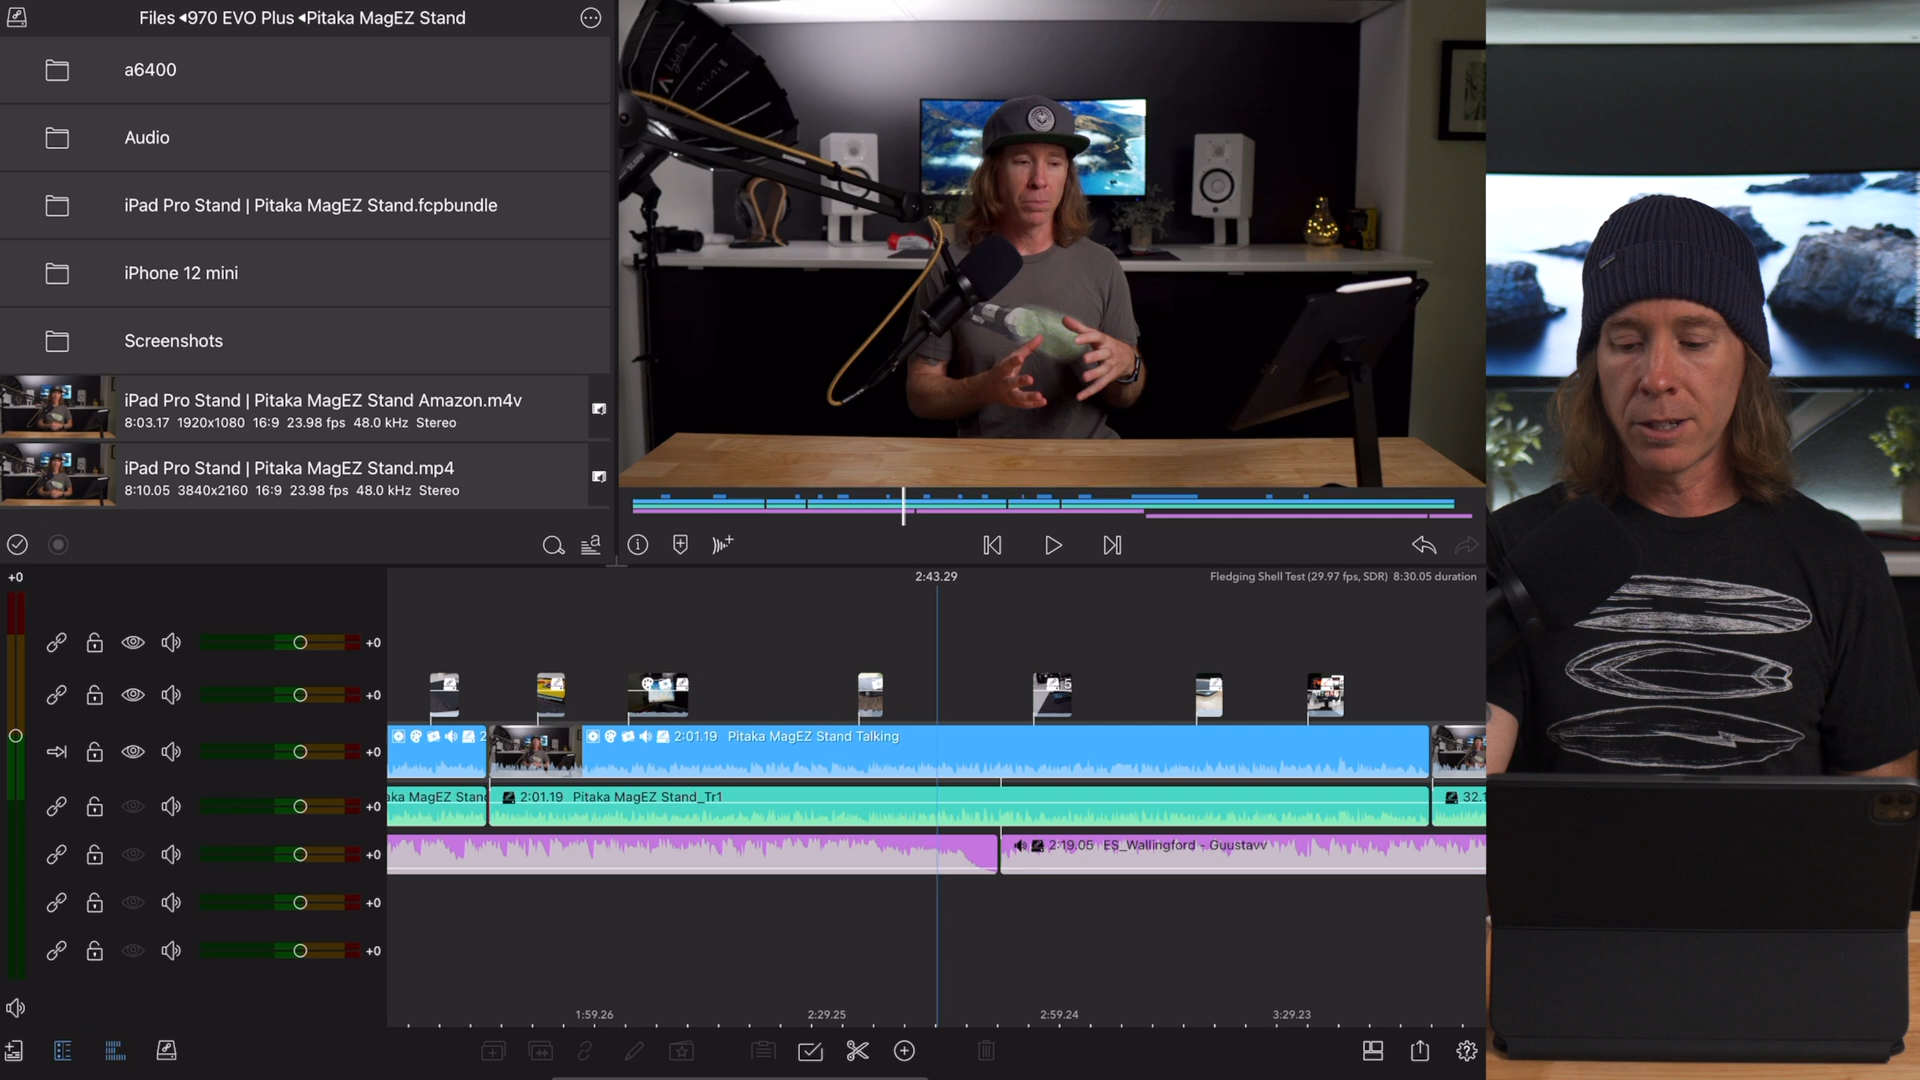 Files ◂970 EVO Plus ◂Pitaka MagEZ Stand
a6400
Audio
iPad Pro Stand | Pitaka MagEZ Stand.fcpbundle
iPhone 12 mini
Screenshots
iPad Pro Stand | Pitaka MagEZ Stand Amazon.m4v
8:03.17 1920x1080 16:9 23.98 fps 48.0 kHz Stereo
iPad Pro Stand | Pitaka MagEZ Stand.mp4
8:10.05 3840x2160 16:9 23.98 fps 48.0 kHz Stereo
+0
2:43.29
Fledging Shell Test (29.97 fps, SDR) 8:30.05 duration
+0
+0
+0
+0
+0
+0
+0
2
2:01.19 Pitaka MagEZ Stand Talking
ka MagEZ Stand
2:01.19 Pitaka MagEZ Stand_Tr1
32.1
2:19.05 ES_Wallingford - Guustavv
1:59.26
2:29.25
2:59.24
3:29.23